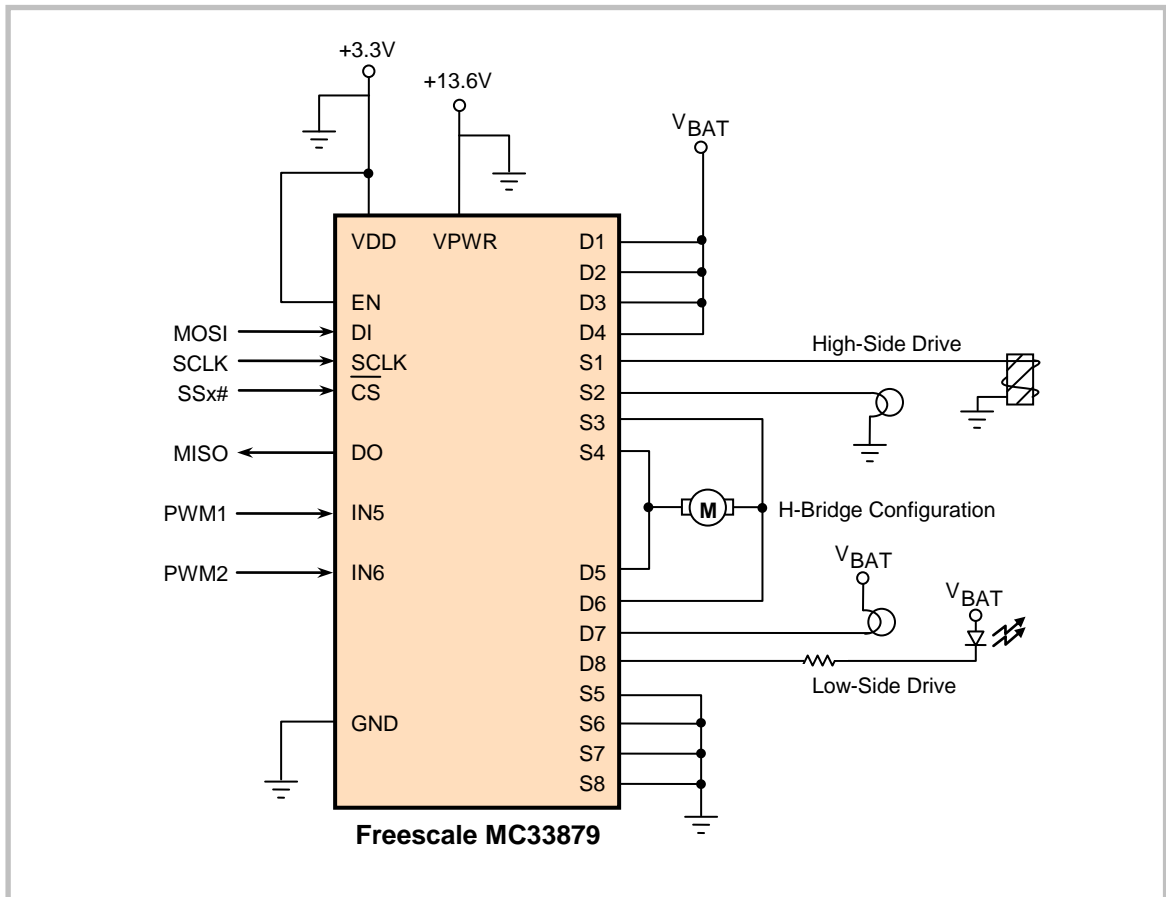 +3.3V
+13.6V
VBAT
VDD
VPWR
D1
D2
D3
D4
EN
MOSI
DI
SCLK
SCLK
SSx#
CS
MISO
DO
PWM1
IN5
PWM2
IN6
GND
S1
High-Side Drive
S2
S3
S4
M
H-Bridge Configuration
D5
D6
D7
D8
VBAT
VBAT
Low-Side Drive
S5
S6
S7
S8
Freescale MC33879